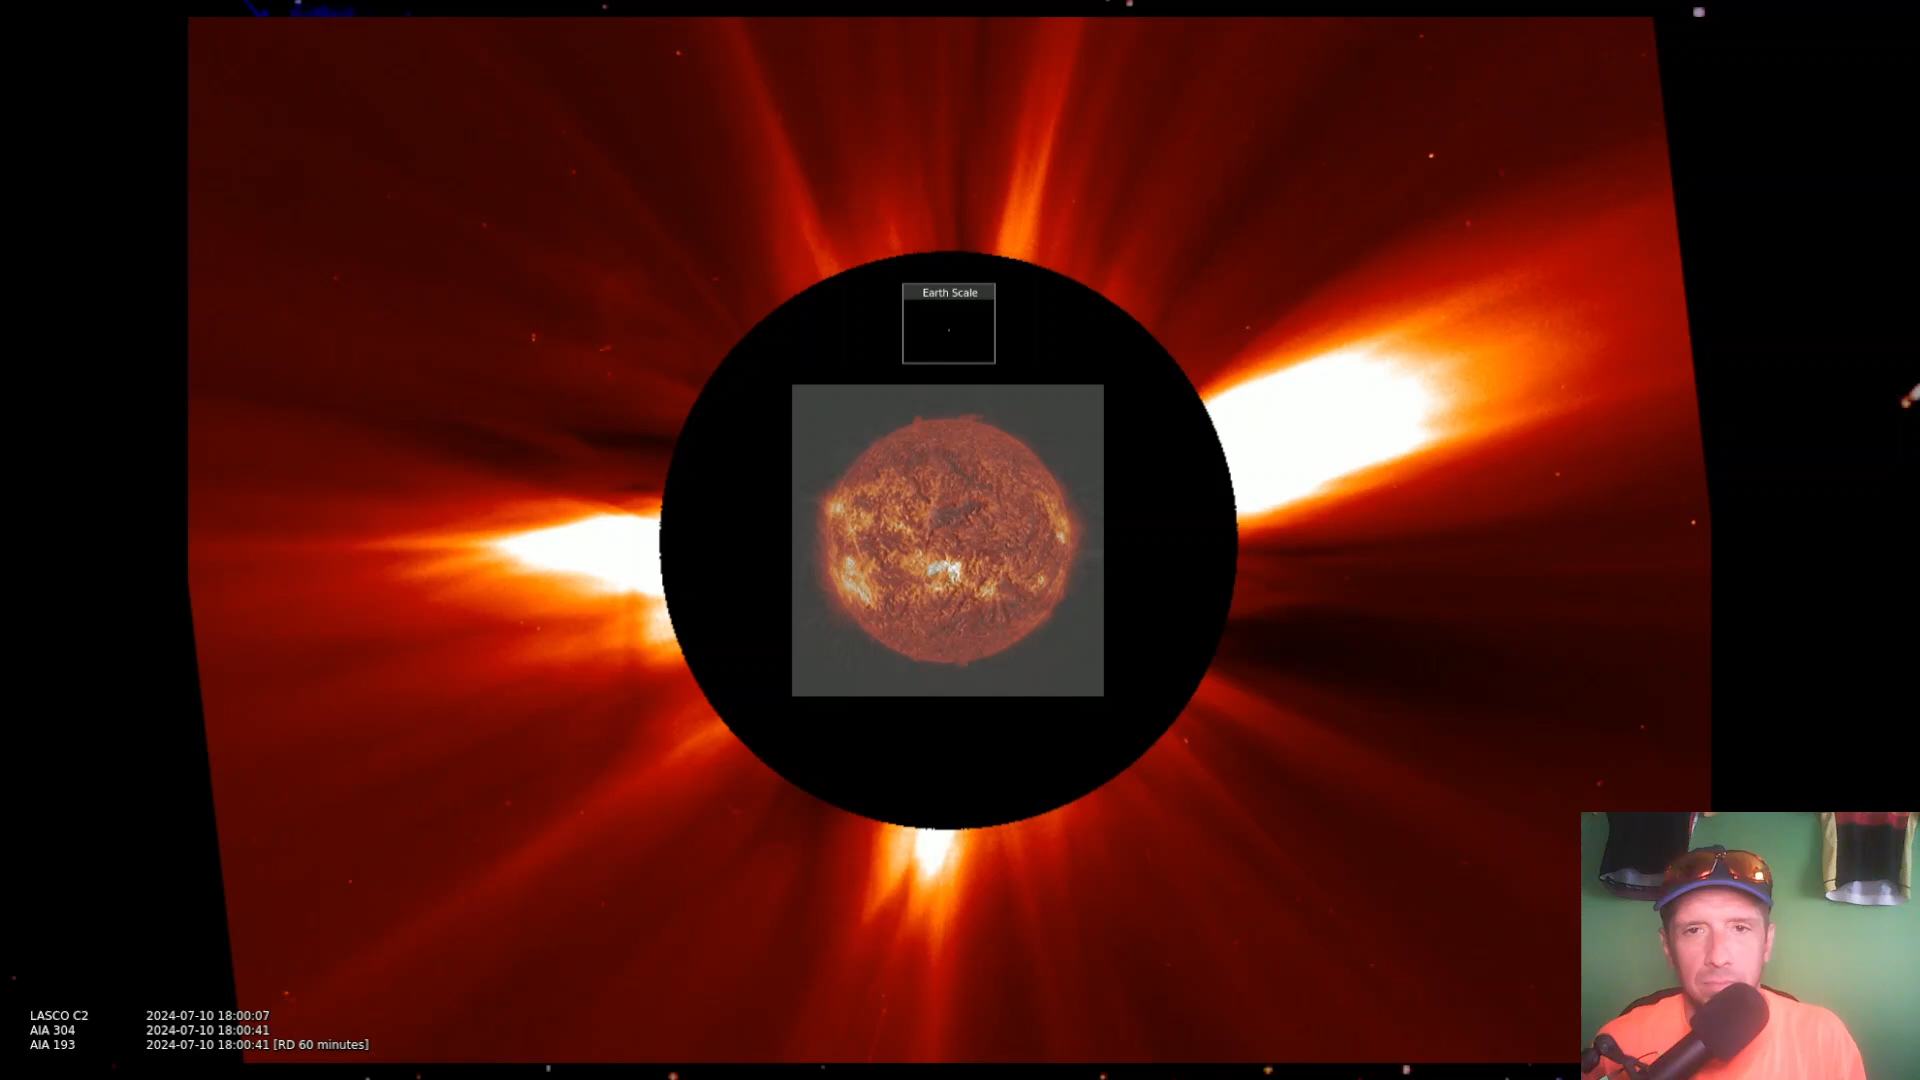 Earth Scale
LASCO C2 2024-07-10 18:00:07
AIA 304 2024-07-10 18:00:41
AIA 193 2024-07-10 18:00:41 [RD 60 minutes]